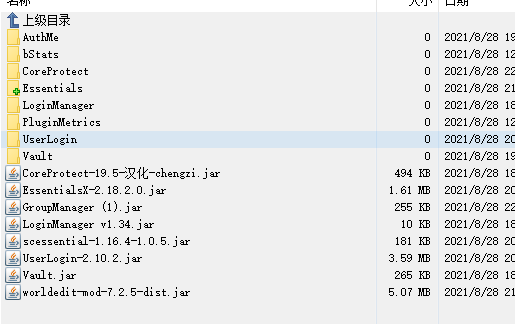 名称 大小 日期
上级目录
AuthMe 0 2021/8/28 19
bStats 0 2021/8/28 12
CoreProtect 0 2021/8/28 22
Essentials 0 2021/8/28 21
LoginManager 0 2021/8/28 18
PluginMetrics 0 2021/8/28 12
UserLogin 0 2021/8/28 20
Vault 0 2021/8/28 19
CoreProtect-19.5-汉化-chengzi.jar 494 KB 2021/8/28 22
EssentialsX-2.18.2.0.jar 1.61 MB 2021/8/28 20
GroupManager (1).jar 255 KB 2021/8/28 22
LoginManager v1.34.jar 10 KB 2021/8/28 18
scessential-1.16.4-1.0.5.jar 181 KB 2021/8/28 20
UserLogin-2.10.2.jar 3.59 MB 2021/8/28 20
Vault.jar 265 KB 2021/8/28 18
worldedit-mod-7.2.5-dist.jar 5.07 MB 2021/8/28 21